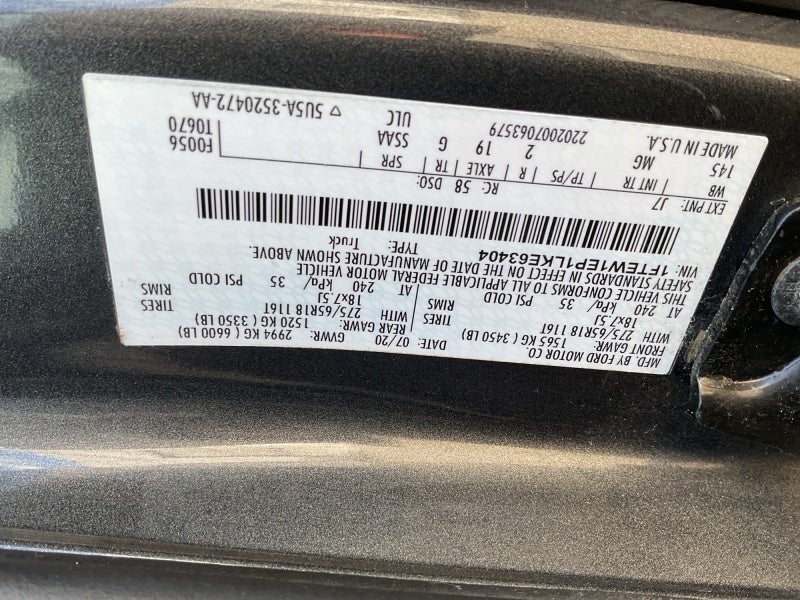 MFD. BY FORD MOTOR CO.
DATE: 07/20 GVWR: 2994 KG ( 6600 LB)
FRONT GAWR: 1565 KG ( 3450 LB) REAR GAWR: 1520 KG ( 3350 LB)
WITH 275/65R18 116T TIRES WITH 275/65R18 116T TIRES
18x7.5J RIMS 18x7.5J RIMS
AT 240 kPa/ 35 PSI COLD AT 240 kPa/ 35 PSI COLD
THIS VEHICLE CONFORMS TO ALL APPLICABLE FEDERAL MOTOR VEHICLE
SAFETY STANDARDS IN EFFECT ON THE DATE OF MANUFACTURE SHOWN ABOVE.
VIN: 1FTEW1EP1LKE63404 TYPE: Truck
EXT PNT: J7 RC: 58 DSO:
WB INT TR TP/PS R AXLE TR SPR F0056
145 MG 2 19 G SSAA T0670
MADE IN U.S.A. 2202007063579 ULC ▽ 5U5A-3520472-AA